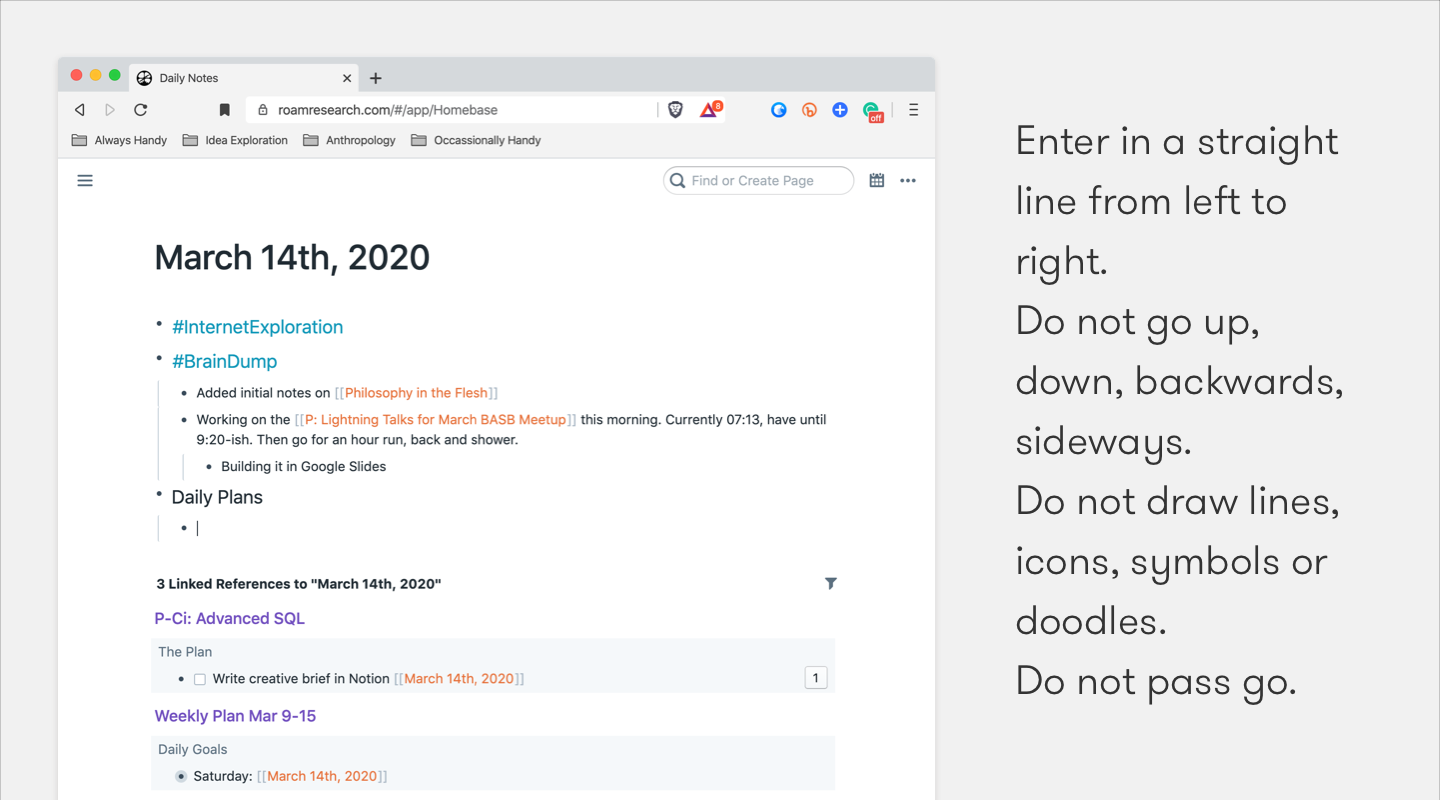 Daily Notes
roamresearch.com/#/app/Homebase
8
off
Always Handy
Idea Exploration
Anthropology
Occassionally Handy
Find or Create Page
March 14th, 2020
#InternetExploration
#BrainDump
Added initial notes on [[Philosophy in the Flesh]]
Working on the [[P: Lightning Talks for March BASB Meetup]] this morning. Currently 07:13, have until
9:20-ish. Then go for an hour run, back and shower.
Building it in Google Slides
Daily Plans
3 Linked References to "March 14th, 2020"
P-Ci: Advanced SQL
The Plan
Write creative brief in Notion [[March 14th, 2020]]
1
Weekly Plan Mar 9-15
Daily Goals
Saturday: [[March 14th, 2020]]
Enter in a straight
line from left to
right.
Do not go up,
down, backwards,
sideways.
Do not draw lines,
icons, symbols or
doodles.
Do not pass go.